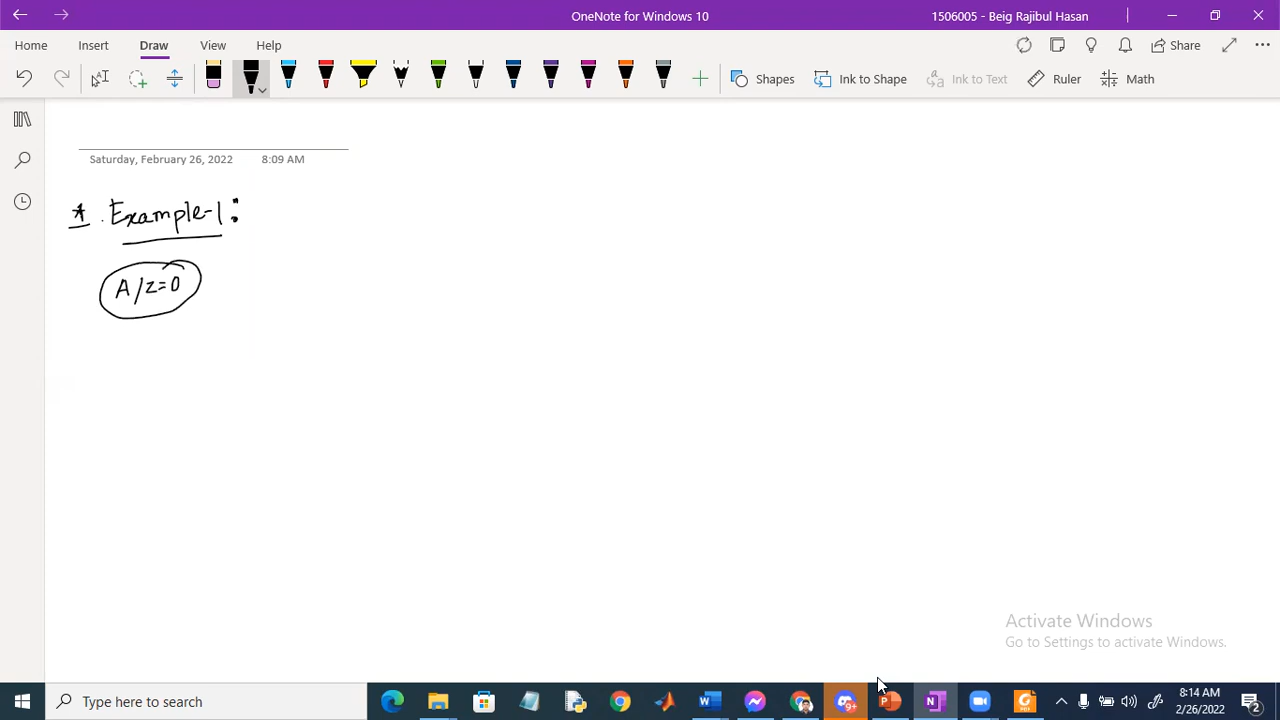 OneNote for Windows 10
1506005 - Beig Rajibul Hasan
Home Insert Draw View Help
Share
Shapes Ink to Shape Ink to Text Ruler Math
Saturday, February 26, 2022 8:09 AM
* . Example-1 :
A/z=0
Activate Windows
Go to Settings to activate Windows.
Type here to search
9+
8:14 AM
2/26/2022
2